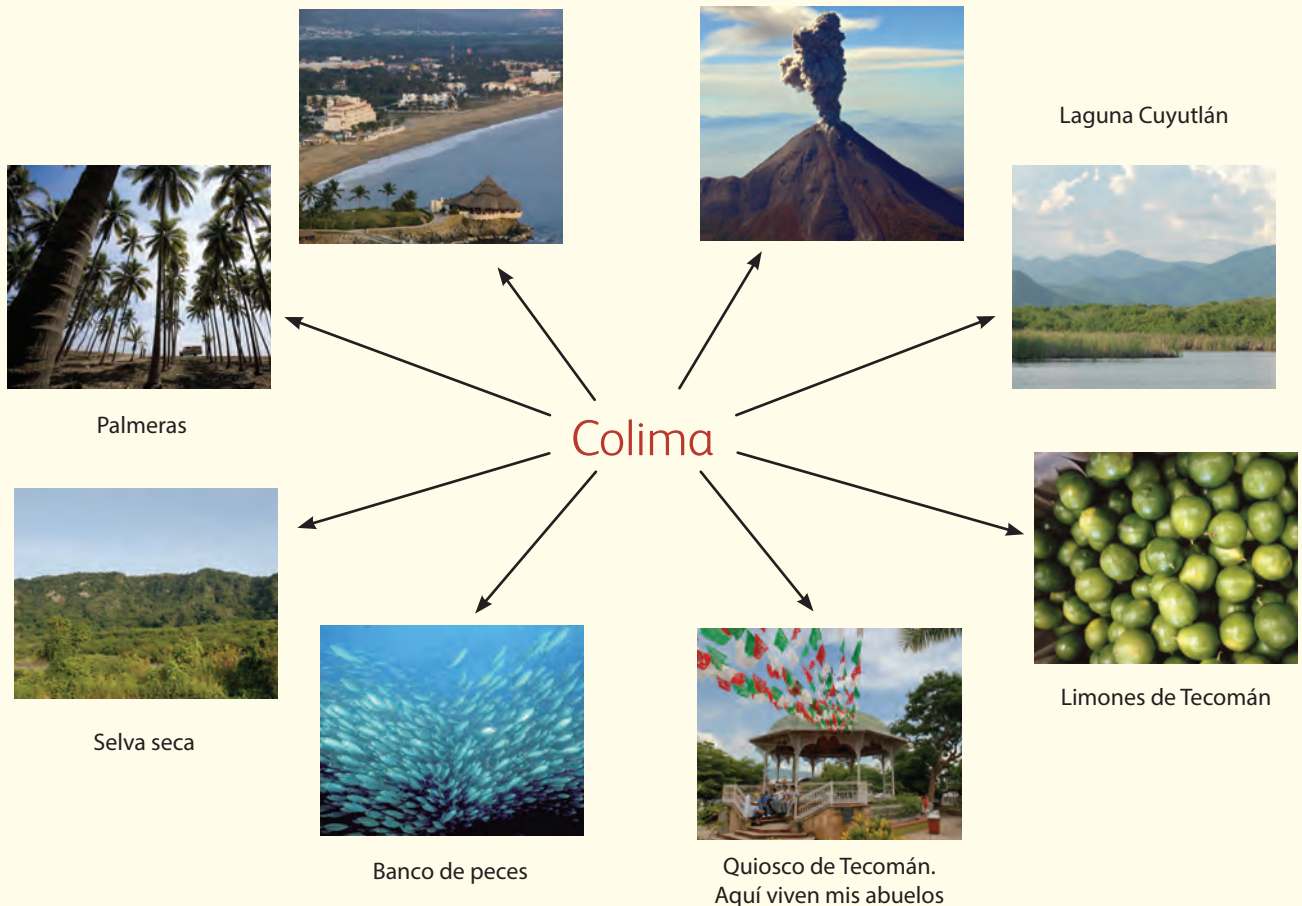 Laguna Cuyutlán
Palmeras
Colima
Selva seca
Limones de Tecomán
Banco de peces
Quiosco de Tecomán.
Aquí viven mis abuelos